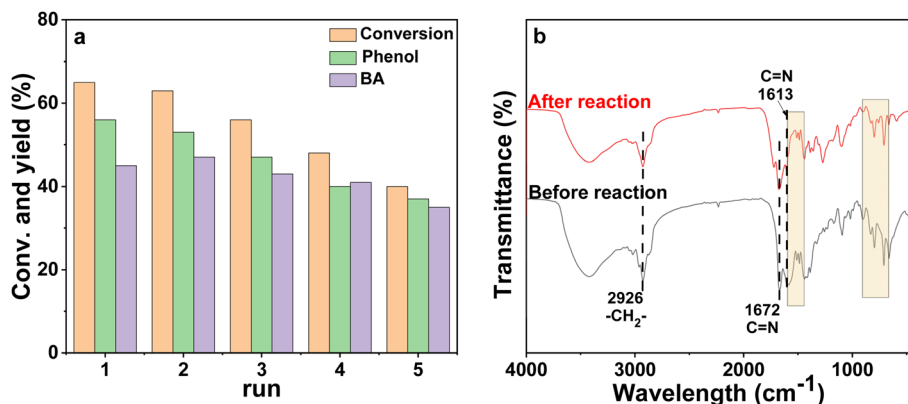 a
Conversion
Phenol
BA
Conv. and yield (%)
80
60
40
20
0
1 2 3 4 5
run
b
C=N
1613
After reaction
Before reaction
Transmittance (%)
2926
-CH₂-
1672
C=N
4000 3000 2000 1000
Wavelength (cm⁻¹)